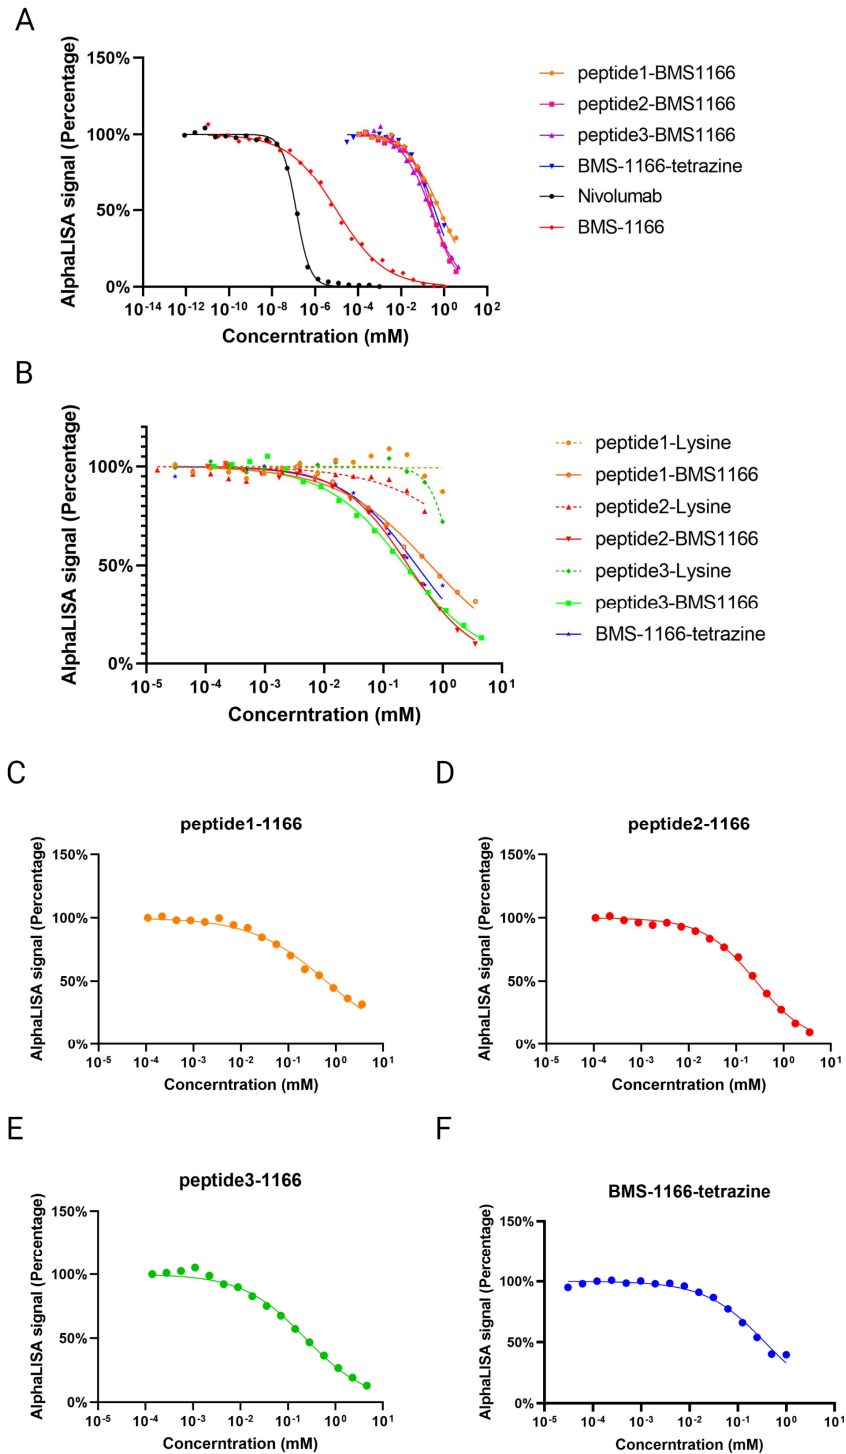 A
AlphaLISA signal (Percentage)
150%
100%
50%
0%
10-14 10-12 10-10 10-8 10-6 10-4 10-2 100 102
Concerntration (mM)
peptide1-BMS1166
peptide2-BMS1166
peptide3-BMS1166
BMS-1166-tetrazine
Nivolumab
BMS-1166
B
AlphaLISA signal (Percentage)
100%
50%
0%
10-5 10-4 10-3 10-2 10-1 100 101
Concerntration (mM)
peptide1-Lysine
peptide1-BMS1166
peptide2-Lysine
peptide2-BMS1166
peptide3-Lysine
peptide3-BMS1166
BMS-1166-tetrazine
C
peptide1-1166
AlphaLISA signal (Percentage)
150%
100%
50%
0%
10-5 10-4 10-3 10-2 10-1 100 101
Concerntration (mM)
D
peptide2-1166
AlphaLISA signal (Percentage)
150%
100%
50%
0%
10-5 10-4 10-3 10-2 10-1 100 101
Concerntration (mM)
E
peptide3-1166
AlphaLISA signal (Percentage)
150%
100%
50%
0%
10-5 10-4 10-3 10-2 10-1 100 101
Concerntration (mM)
F
BMS-1166-tetrazine
AlphaLISA signal (Percentage)
150%
100%
50%
0%
10-5 10-4 10-3 10-2 10-1 100 101
Concerntration (mM)